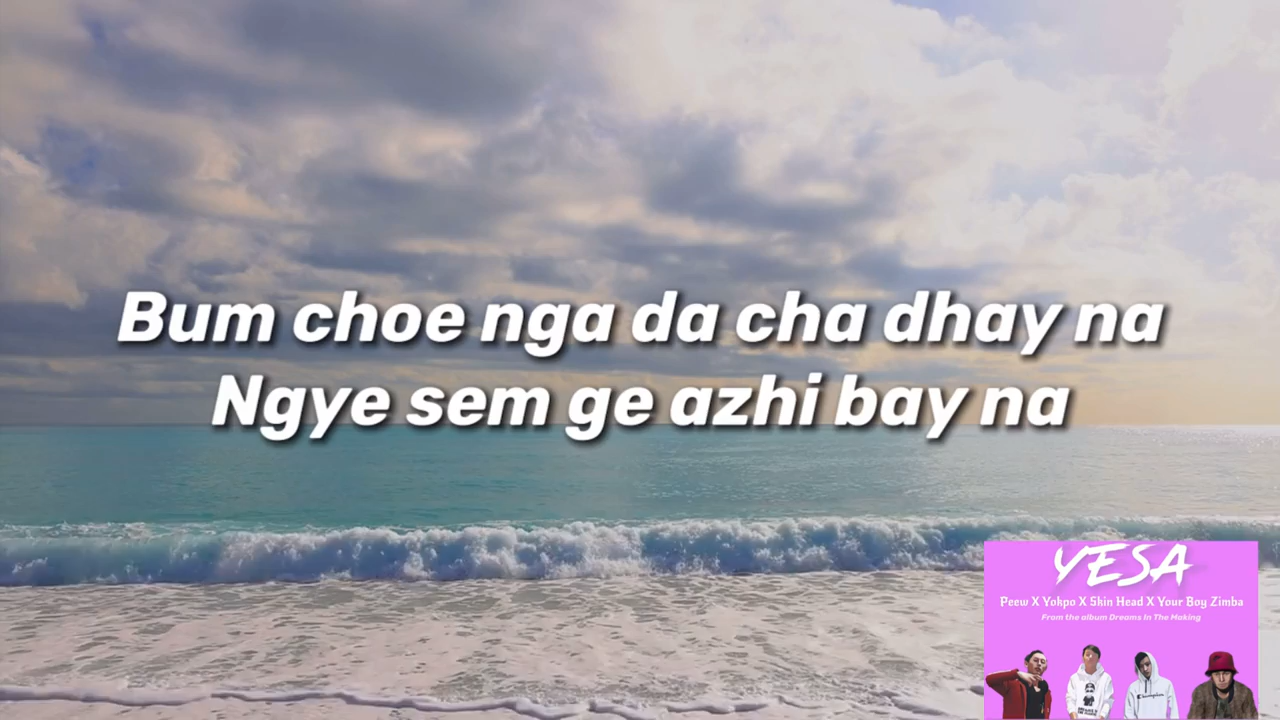 Bum choe nga da cha dhay na
Ngye sem ge azhi bay na
YESA
Peew X Yokpo X Skin Head X Your Boy Zimba
From the album Dreams In The Making